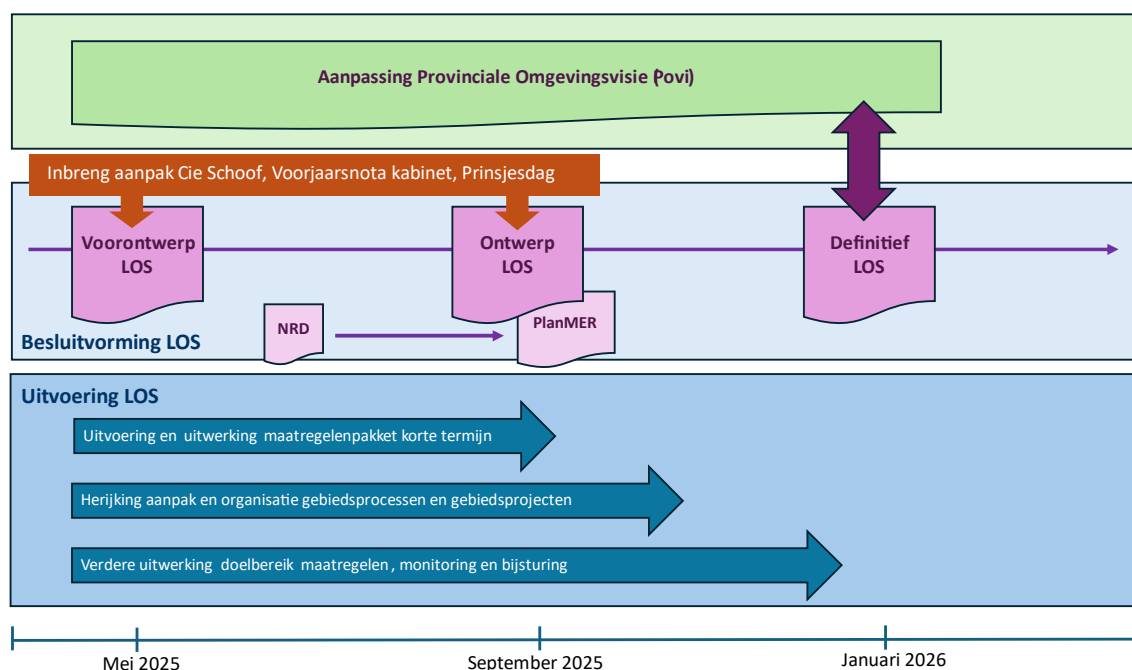 Aanpassing Provinciale Omgevingsvisie (Povi)
Inbreng aanpak Cie Schoof, Voorjaarsnota kabinet, Prinsjesdag
Voorontwerp
LOS
Ontwerp
LOS
Definitief
LOS
NRD
PlanMER
Besluitvorming LOS
Uitvoering LOS
Uitvoering en uitwerking maatregelenpakket korte termijn
Herijking aanpak en organisatie gebiedsprocessen en gebiedsprojecten
Verdere uitwerking doelbereik maatregelen, monitoring en bijsturing
Mei 2025
September 2025
Januari 2026